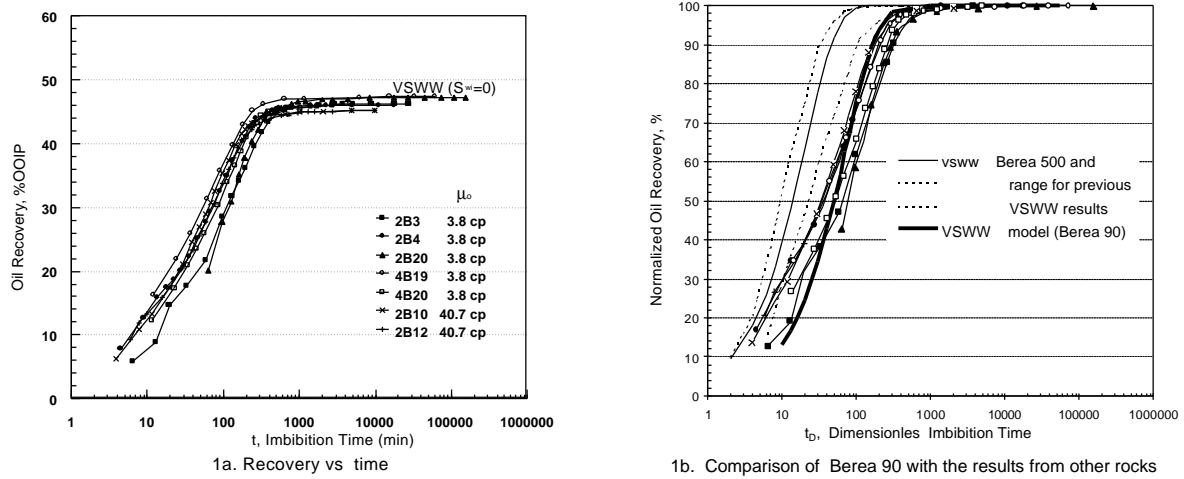 60
50
40
30
20
10
0
Oil Recovery, %OOIP
VSWW (Swi=0)
μo
2B3 3.8 cp
2B4 3.8 cp
2B20 3.8 cp
4B19 3.8 cp
4B20 3.8 cp
2B10 40.7 cp
2B12 40.7 cp
1 10 100 1000 10000 100000 1000000
t, Imbibition Time (min)
1a. Recovery vs time
100
90
80
70
60
50
40
30
20
10
0
Normalized Oil Recovery, %
vsww Berea 500 and
range for previous
VSWW results
VSWW model (Berea 90)
1 10 100 1000 10000 100000 1000000
tD, Dimensionles Imbibition Time
1b. Comparison of Berea 90 with the results from other rocks